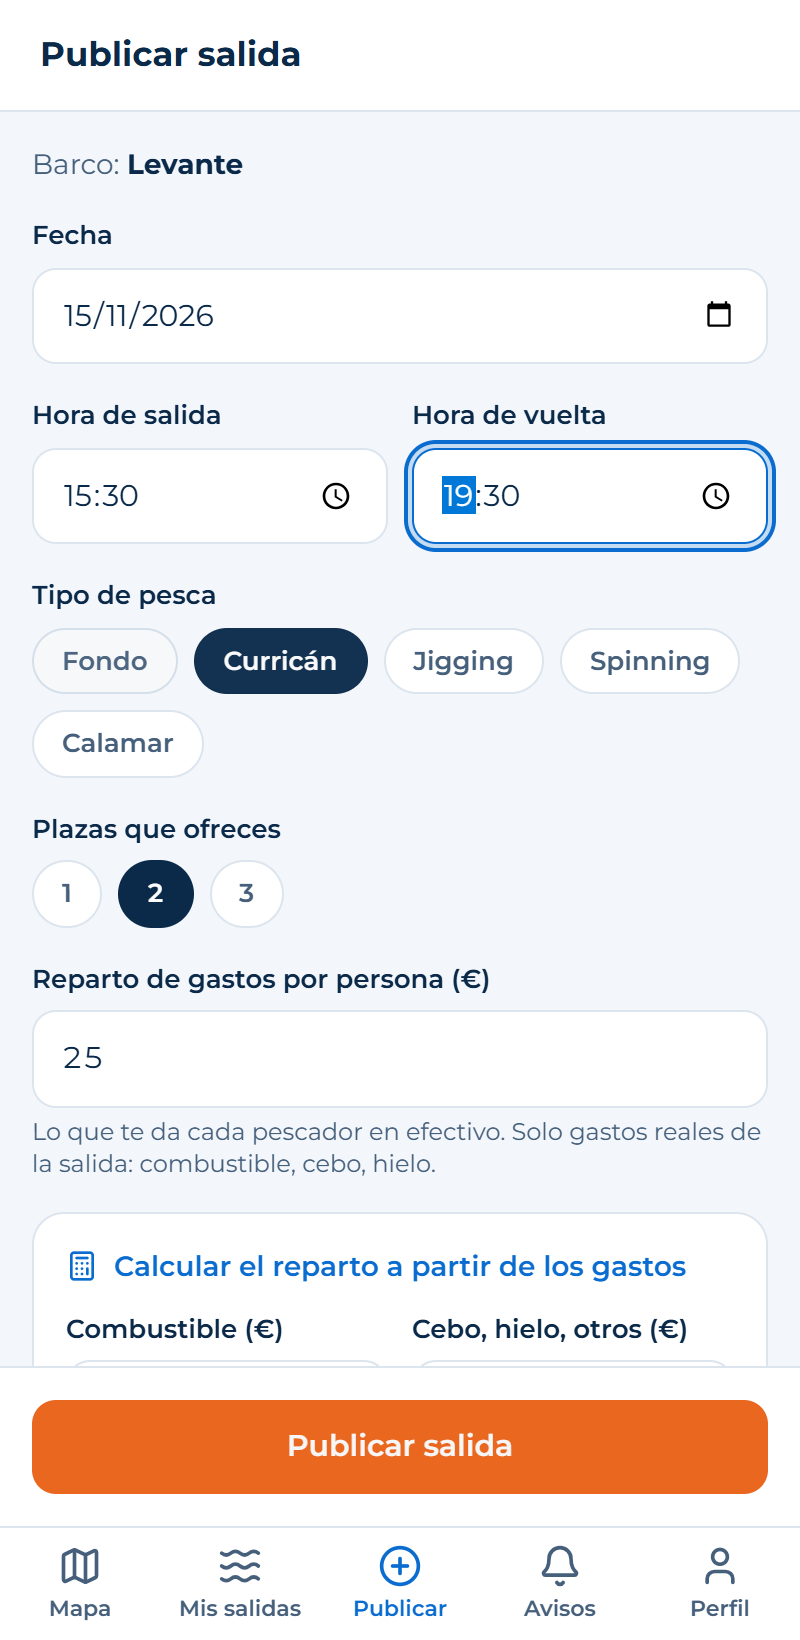 Publicar salida
Barco: Levante
Fecha
15/11/2026
Hora de salida
Hora de vuelta
15:30
19:30
Tipo de pesca
Fondo
Curricán
Jigging
Spinning
Calamar
Plazas que ofreces
1
2
3
Reparto de gastos por persona (€)
25
Lo que te da cada pescador en efectivo. Solo gastos reales de
la salida: combustible, cebo, hielo.
Calcular el reparto a partir de los gastos
Combustible (€)
Cebo, hielo, otros (€)
Publicar salida
Mapa
Mis salidas
Publicar
Avisos
Perfil